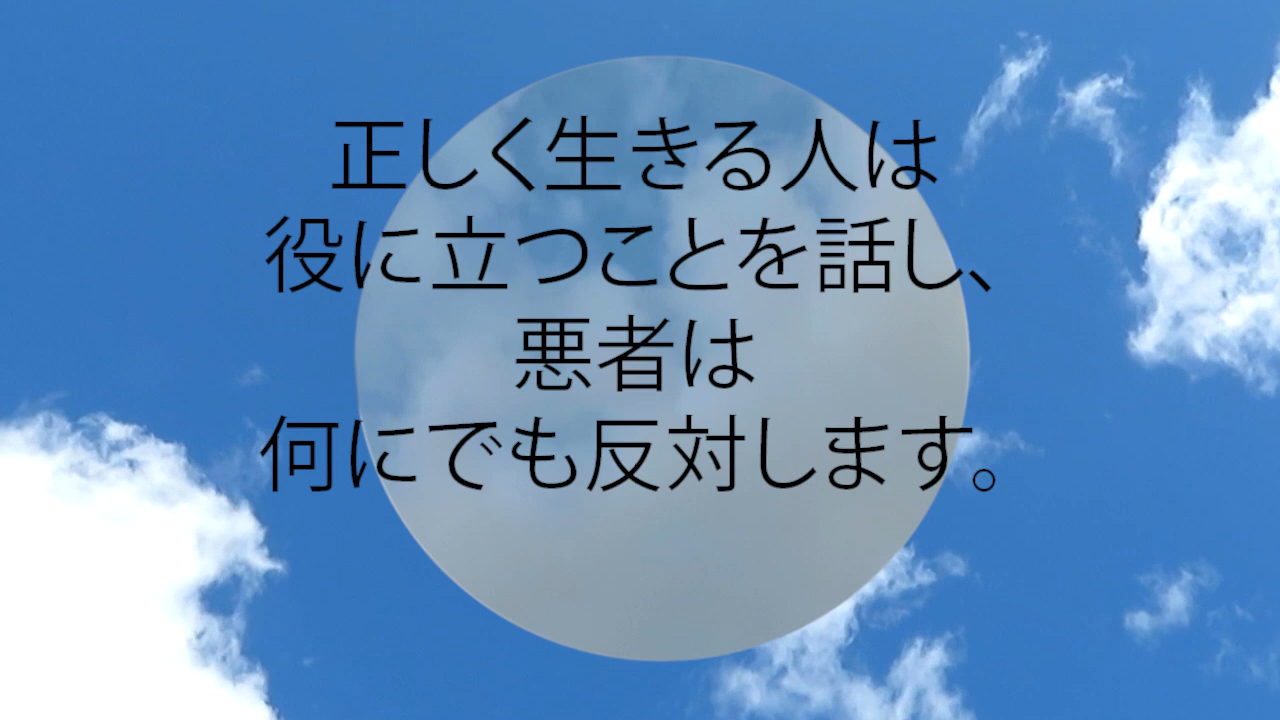 正しく生きる人は
役に立つことを話し、
悪者は
何にでも反対します。